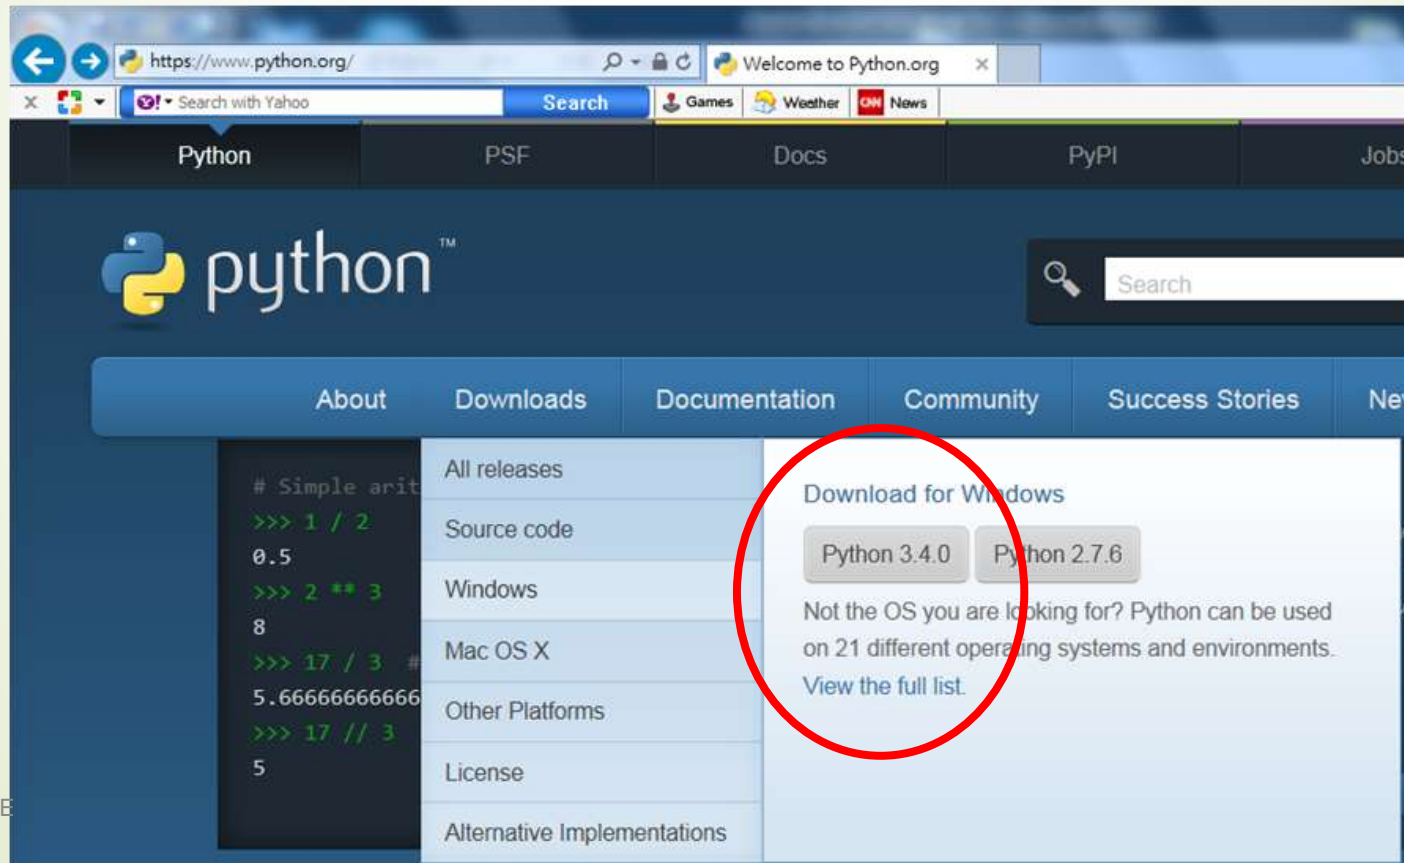 https://www.python.org/
Welcome to Python.org
Search with Yahoo
Search
Games
Weather
CNN
News
Python
PSF
Docs
PyPI
Jobs
python™
Search
About
Downloads
Documentation
Community
Success Stories
Ne
# Simple arit
>>> 1 / 2
0.5
>>> 2 ** 3
8
>>> 17 / 3 #
5.66666666666
>>> 17 // 3
5
All releases
Source code
Windows
Mac OS X
Other Platforms
License
Alternative Implementations
Download for Windows
Python 3.4.0
Python 2.7.6
Not the OS you are looking for? Python can be used
on 21 different operating systems and environments.
View the full list.
E